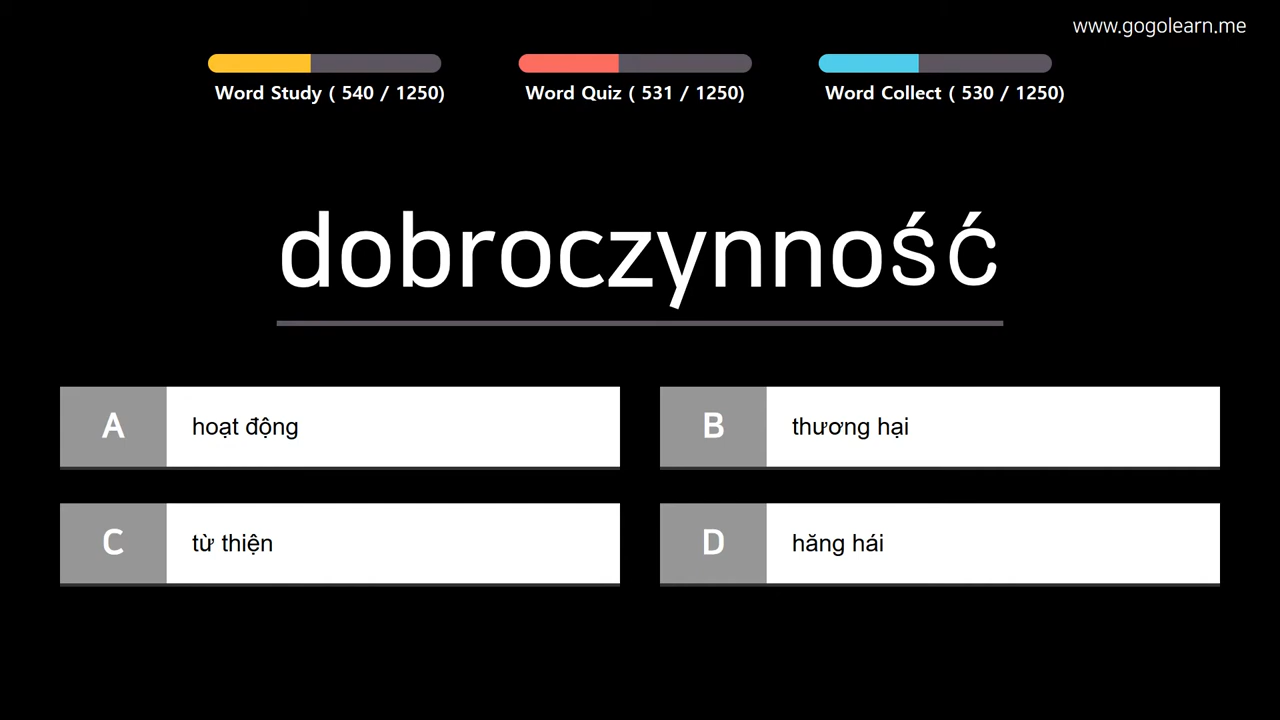 www.gogolearn.me
Word Study ( 540 / 1250)
Word Quiz ( 531 / 1250)
Word Collect ( 530 / 1250)
dobroczynność
A hoạt động
B thương hại
C từ thiện
D hăng hái